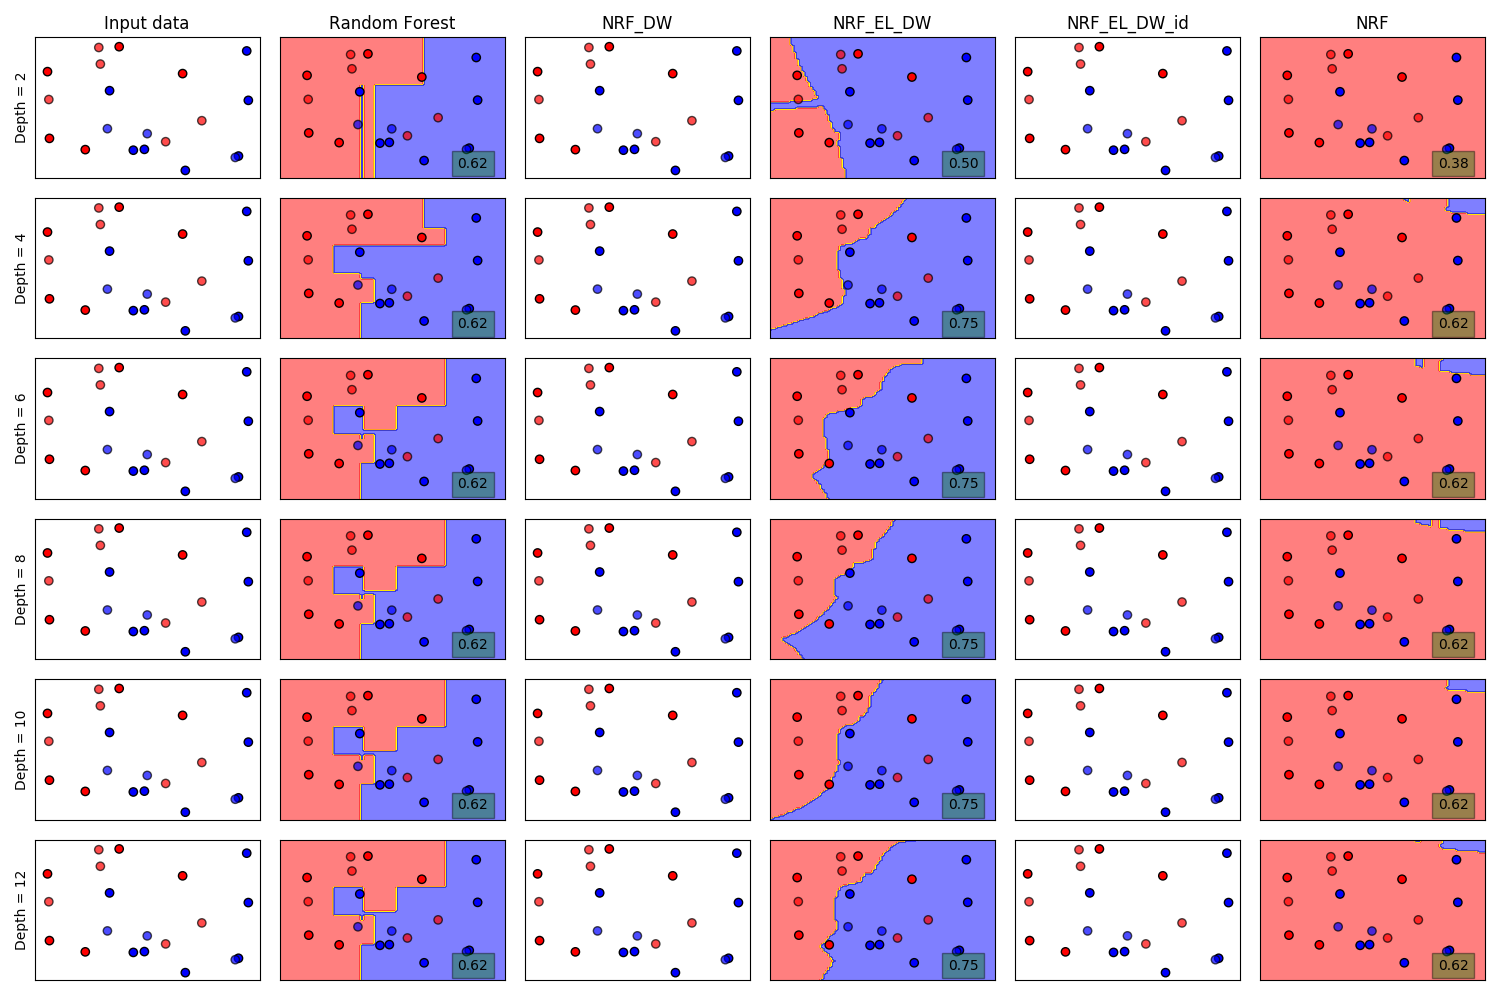 Input data Random Forest NRF_DW NRF_EL_DW NRF_EL_DW_id NRF
Depth = 2 0.62 0.50 0.38
Depth = 4 0.62 0.75 0.62
Depth = 6 0.62 0.75 0.62
Depth = 8 0.62 0.75 0.62
Depth = 10 0.62 0.75 0.62
Depth = 12 0.62 0.75 0.62